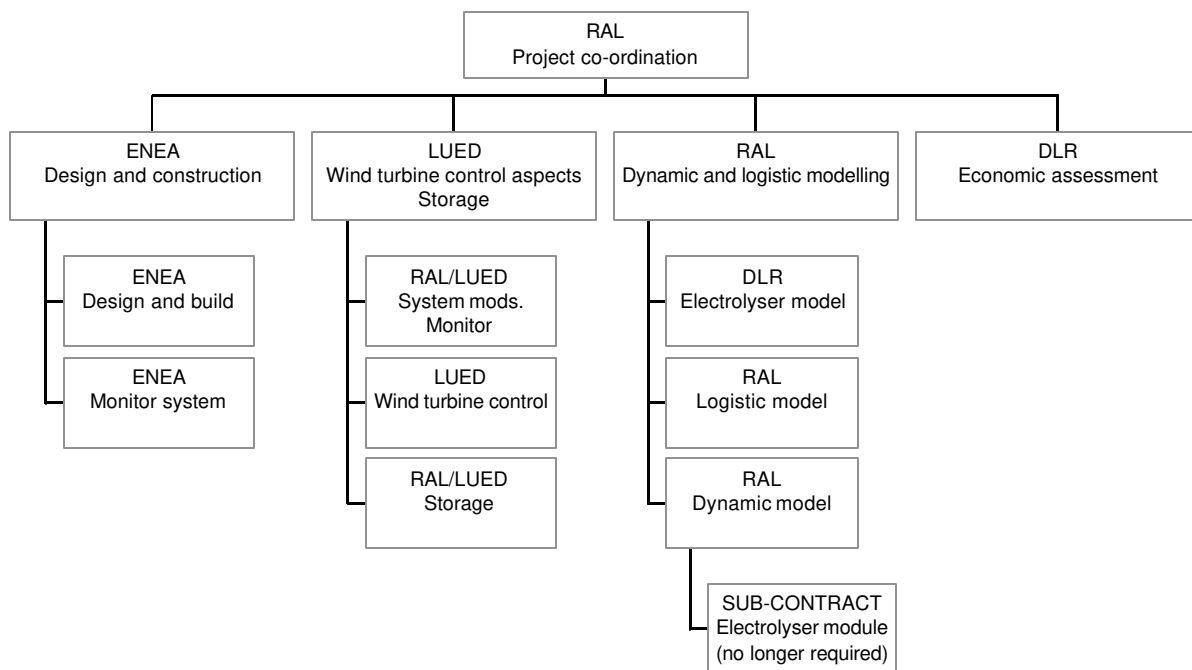 RAL
Project co-ordination
ENEA
Design and construction
LUED
Wind turbine control aspects
Storage
RAL
Dynamic and logistic modelling
DLR
Economic assessment
ENEA
Design and build
ENEA
Monitor system
RAL/LUED
System mods.
Monitor
LUED
Wind turbine control
RAL/LUED
Storage
DLR
Electrolyser model
RAL
Logistic model
RAL
Dynamic model
SUB-CONTRACT
Electrolyser module
(no longer required)